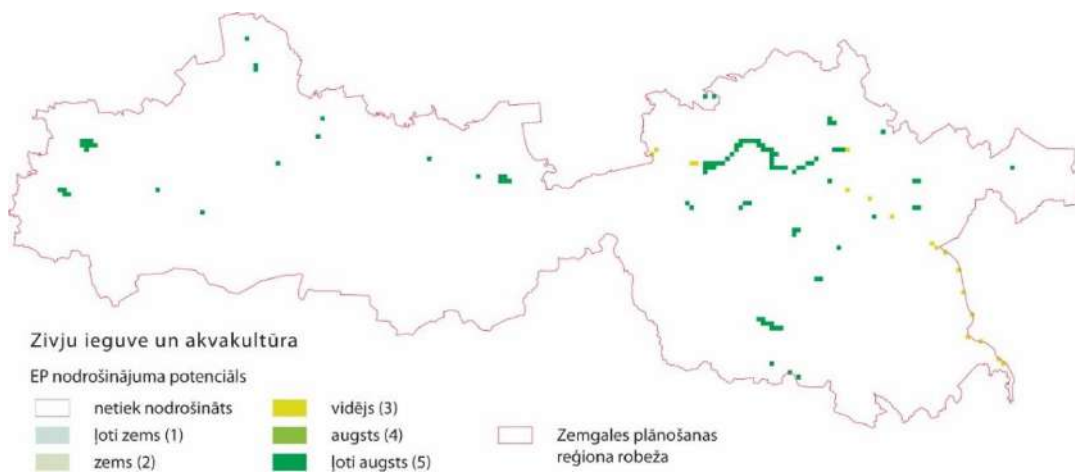 Zivju ieguve un akvakultūra
EP nodrošinājuma potenciāls
netiek nodrošināts
ļoti zems (1)
zems (2)
vidējs (3)
augsts (4)
ļoti augsts (5)
Zemgales plānošanas
reģiona robeža